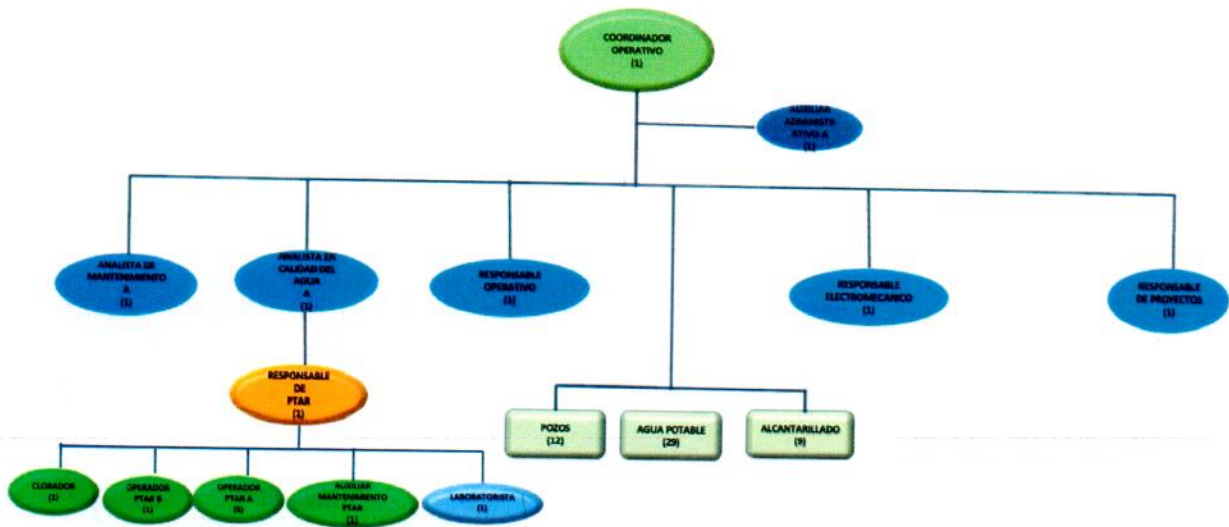 COORDINADOR
OPERATIVO
(1)
AUXILIAR
ADMINISTR
ATIVO A
(1)
ANALISTA DE
MANTENIMIENTO
A
(1)
ANALISTA EN
CALIDAD DEL
AGUA
A
(1)
RESPONSABLE
OPERATIVO
(1)
RESPONSABLE
ELECTROMECANICO
(1)
RESPONSABLE
DE PROYECTOS
(1)
RESPONSABLE
DE
PTAR
(1)
POZOS
(12)
AGUA POTABLE
(29)
ALCANTARILLADO
(9)
CLORADOR
(1)
OPERADOR
PTAR B
(1)
OPERADOR
PTAR A
AUXILIAR
MANTENIMIENTO
PTAR
(1)
LABORATORISTA
(1)